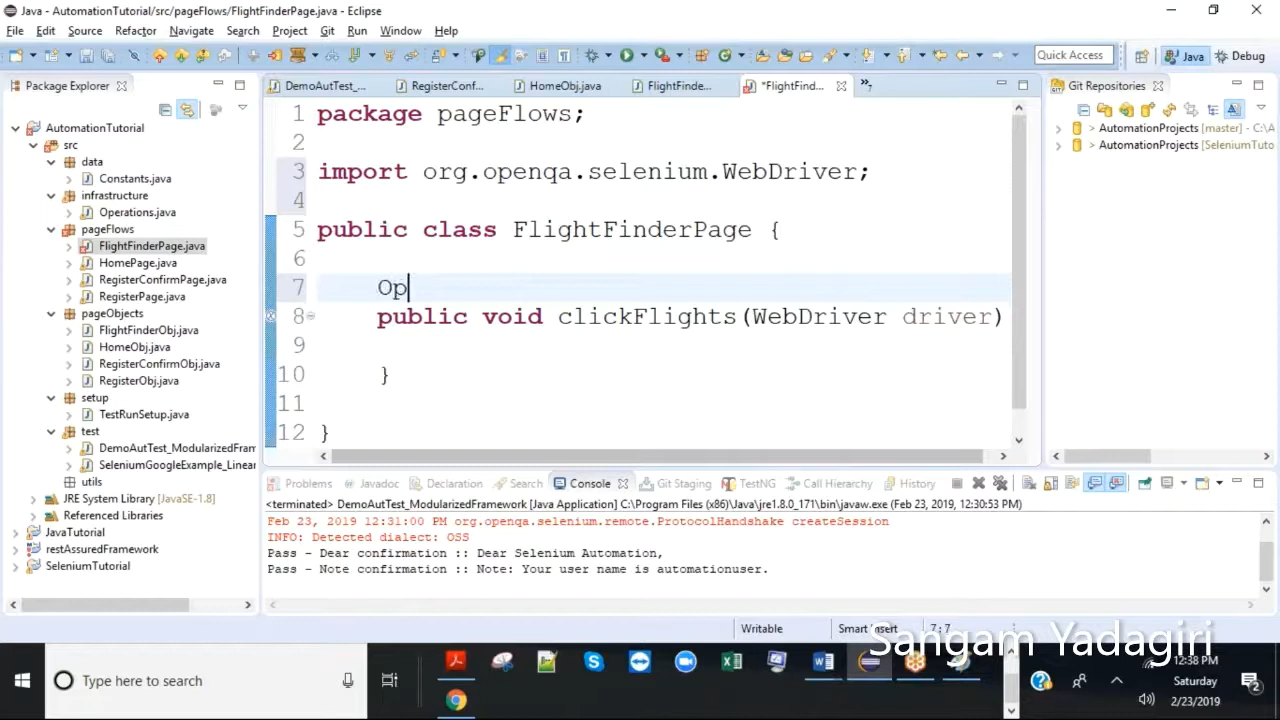 Java - AutomationTutorial/src/pageFlows/FlightFinderPage.java - Eclipse
File Edit Source Refactor Navigate Search Project Git Run Window Help
Quick Access Java Debug
Package Explorer
DemoAutTest_... RegisterConf... HomeObj.java FlightFinde... *FlightFind... »7
Git Repositories
AutomationTutorial
src
data
Constants.java
infrastructure
Operations.java
pageFlows
FlightFinderPage.java
HomePage.java
RegisterConfirmPage.java
RegisterPage.java
pageObjects
FlightFinderObj.java
HomeObj.java
RegisterConfirmObj.java
RegisterObj.java
setup
TestRunSetup.java
test
DemoAutTest_ModularizedFram
SeleniumGoogleExample_Linear
utils
JRE System Library [JavaSE-1.8]
Referenced Libraries
JavaTutorial
restAssuredFramework
SeleniumTutorial
1 package pageFlows;
2
3 import org.openqa.selenium.WebDriver;
4
5 public class FlightFinderPage {
6
7 Op
8 public void clickFlights(WebDriver driver)
9
10 }
11
12 }
> AutomationProjects [master] - C:\A
> AutomationProjects [SeleniumTuto
Problems Javadoc Declaration Search Console Git Staging TestNG Call Hierarchy History
<terminated> DemoAutTest_ModularizedFramework [Java Application] C:\Program Files (x86)\Java\jre1.8.0_171\bin\javaw.exe (Feb 23, 2019, 12:30:53 PM)
Feb 23, 2019 12:31:00 PM org.openqa.selenium.remote.ProtocolHandshake createSession
INFO: Detected dialect: OSS
Pass - Dear confirmation :: Dear Selenium Automation,
Pass - Note confirmation :: Note: Your user name is automationuser.
Writable Smart Insert 7:7
Sangam Yadagiri
Type here to search
12:38 PM
Saturday
2/23/2019
2